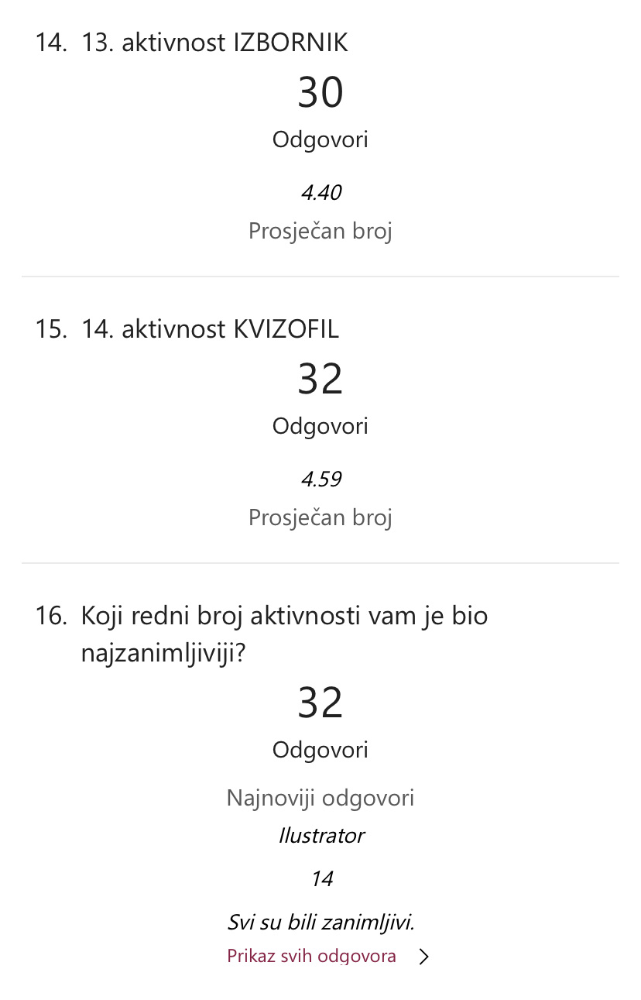 14. 13. aktivnost IZBORNIK
30
Odgovori
4.40
Prosječan broj
15. 14. aktivnost KVIZOFIL
32
Odgovori
4.59
Prosječan broj
16. Koji redni broj aktivnosti vam je bio
najzanimljiviji?
32
Odgovori
Najnoviji odgovori
Ilustrator
14
Svi su bili zanimljivi.
Prikaz svih odgovora